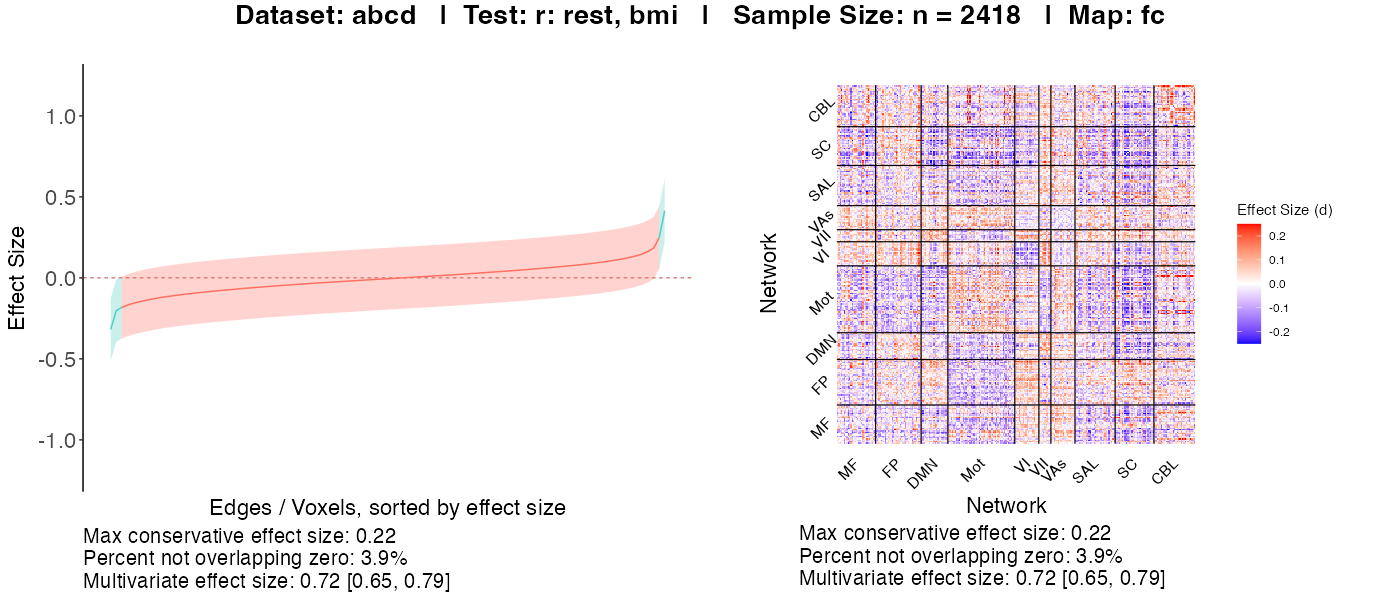 Dataset: abcd | Test: r: rest, bmi | Sample Size: n = 2418 | Map: fc
Effect Size
1.0
0.5
0.0
-0.5
-1.0
Edges / Voxels, sorted by effect size
Max conservative effect size: 0.22
Percent not overlapping zero: 3.9%
Multivariate effect size: 0.72 [0.65, 0.79]
Network
CBL
SC
SAL
VAs
VII
VI
Mot
DMN
FP
MF
MF
FP
DMN
Mot
VI
VII
VAs
SAL
SC
CBL
Network
Max conservative effect size: 0.22
Percent not overlapping zero: 3.9%
Multivariate effect size: 0.72 [0.65, 0.79]
Effect Size (d)
0.2
0.1
0.0
-0.1
-0.2